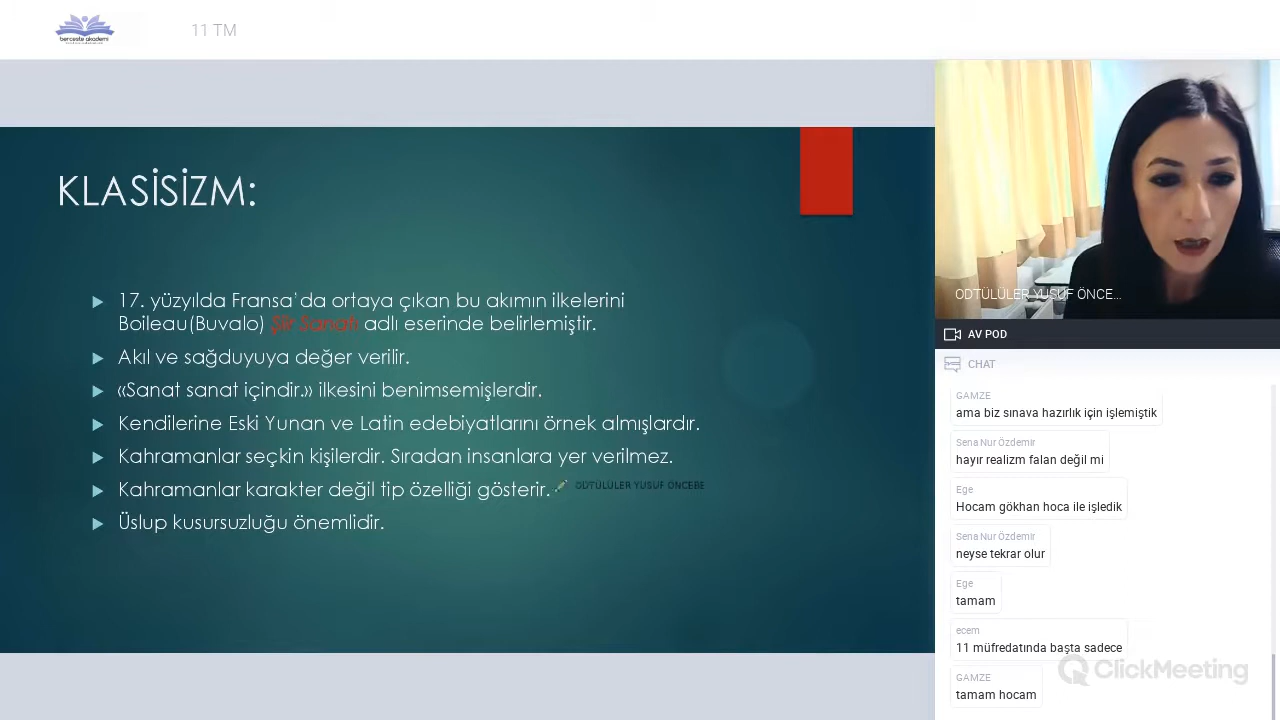 berceste akademi
11 TM
KLASİSİZM:
17. yüzyılda Fransa'da ortaya çıkan bu akımın ilkelerini
Boileau(Buvalo) Şiir Sanatı adlı eserinde belirlemiştir.
Akıl ve sağduyuya değer verilir.
«Sanat sanat içindir.» ilkesini benimsemişlerdir.
Kendilerine Eski Yunan ve Latin edebiyatlarını örnek almışlardır.
Kahramanlar seçkin kişilerdir. Sıradan insanlara yer verilmez.
Kahramanlar karakter değil tip özelliği gösterir.
ODTÜLÜLER YUSUF ÖNCEBE
Üslup kusursuzluğu önemlidir.
ODTÜLÜLER YUSUF ÖNCE...
AV POD
CHAT
GAMZE
ama biz sınava hazırlık için işlemiştik
Sena Nur Özdemir
hayır realizm falan değil mi
Ege
Hocam gökhan hoca ile işledik
Sena Nur Özdemir
neyse tekrar olur
Ege
tamam
ecem
11 müfredatında başta sadece
GAMZE
tamam hocam
ClickMeeting